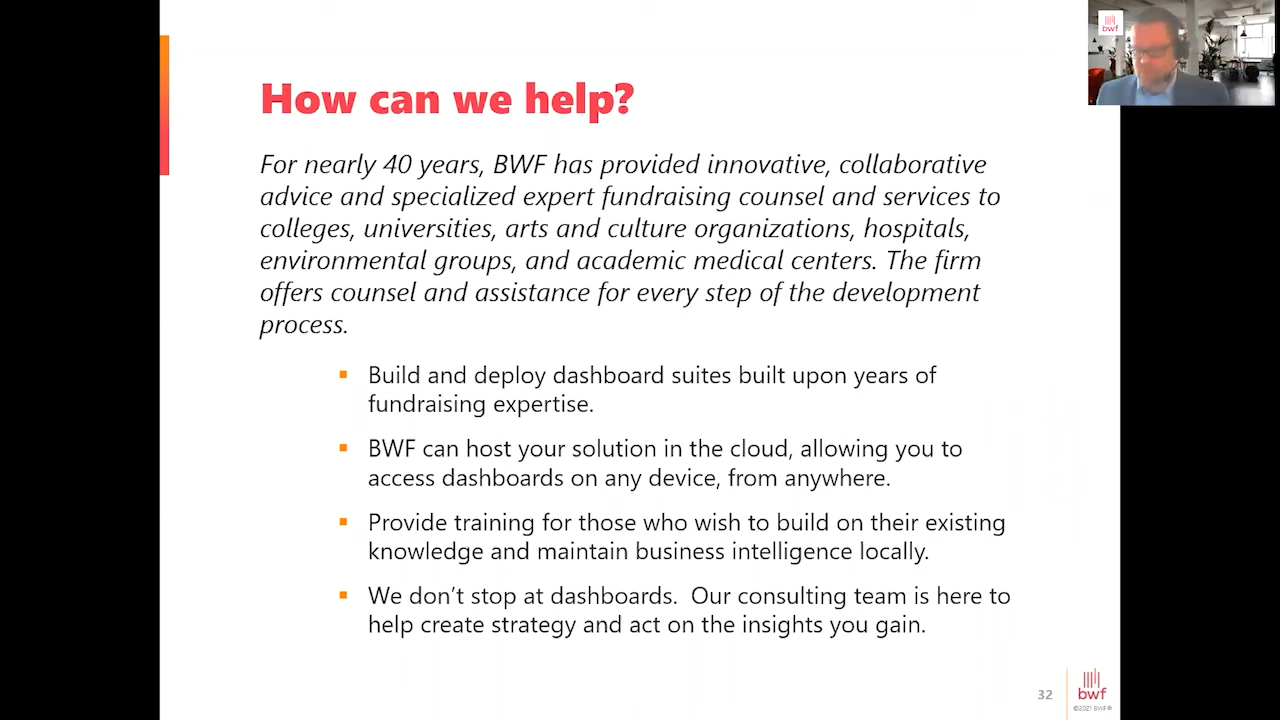 bwf
How can we help?
For nearly 40 years, BWF has provided innovative, collaborative
advice and specialized expert fundraising counsel and services to
colleges, universities, arts and culture organizations, hospitals,
environmental groups, and academic medical centers. The firm
offers counsel and assistance for every step of the development
process.
▪ Build and deploy dashboard suites built upon years of
fundraising expertise.
▪ BWF can host your solution in the cloud, allowing you to
access dashboards on any device, from anywhere.
▪ Provide training for those who wish to build on their existing
knowledge and maintain business intelligence locally.
▪ We don’t stop at dashboards.  Our consulting team is here to
help create strategy and act on the insights you gain.
32
bwf
©2021 BWF®